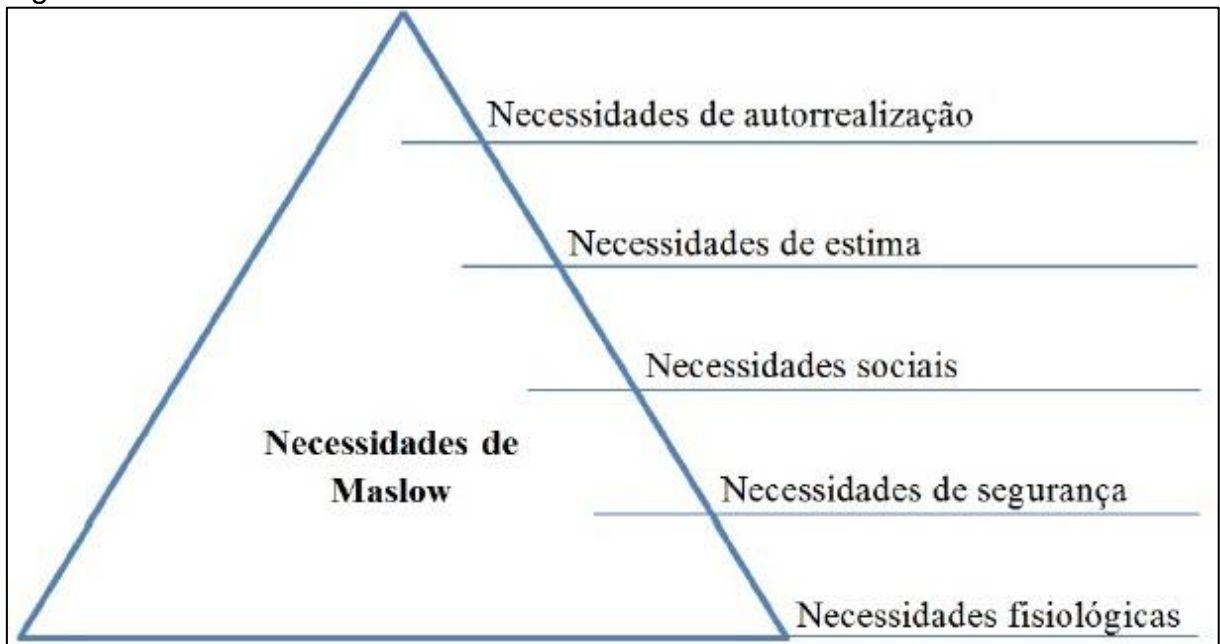 Necessidades de autorrealização
Necessidades de estima
Necessidades sociais
Necessidades de
Maslow
Necessidades de segurança
Necessidades fisiológicas